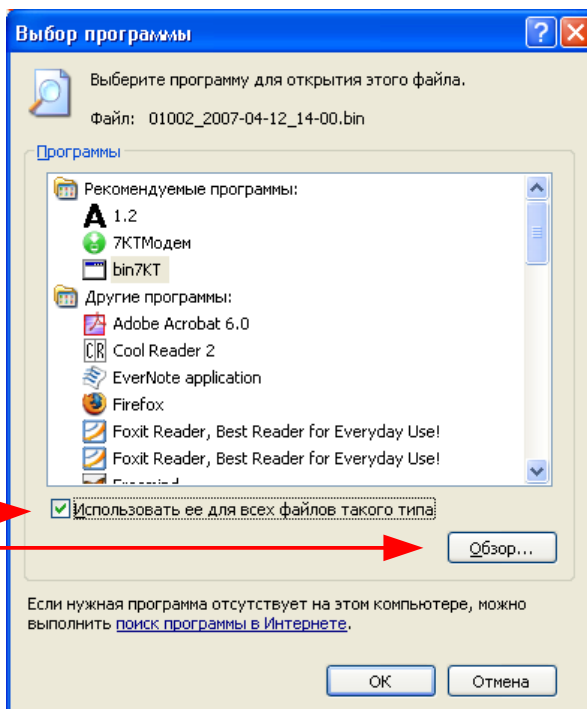 Выбор программы
Выберите программу для открытия этого файла.
Файл: 01002_2007-04-12_14-00.bin
Программы
Рекомендуемые программы:
1.2
7КТМодем
bin7KT
Другие программы:
Adobe Acrobat 6.0
CR Cool Reader 2
EverNote application
Firefox
Foxit Reader, Best Reader for Everyday Use!
Foxit Reader, Best Reader for Everyday Use!
Использовать ее для всех файлов такого типа
Обзор...
Если нужная программа отсутствует на этом компьютере, можно
выполнить поиск программы в Интернете.
ОК
Отмена